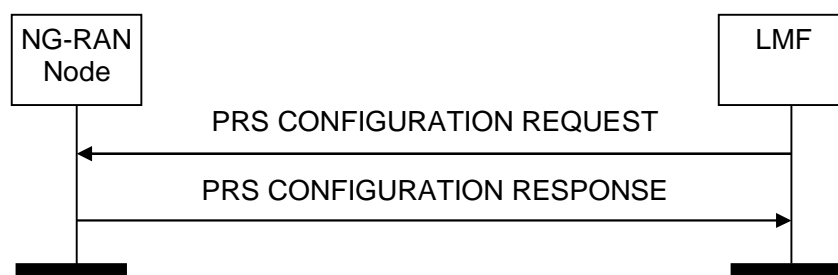 NG-RAN
Node
LMF
PRS CONFIGURATION REQUEST
PRS CONFIGURATION RESPONSE